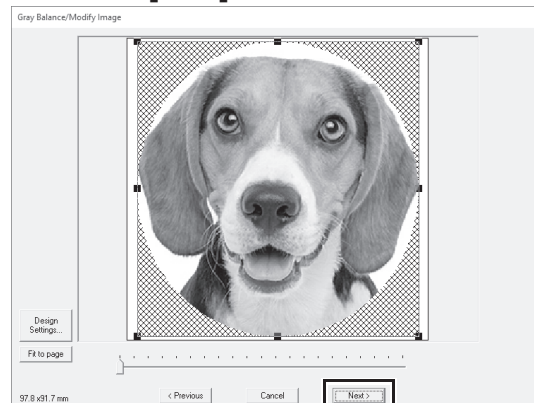 Gray Balance/Modify Image
Design
Settings...
Fit to page
97.8 x91.7 mm
< Previous
Cancel
Next >